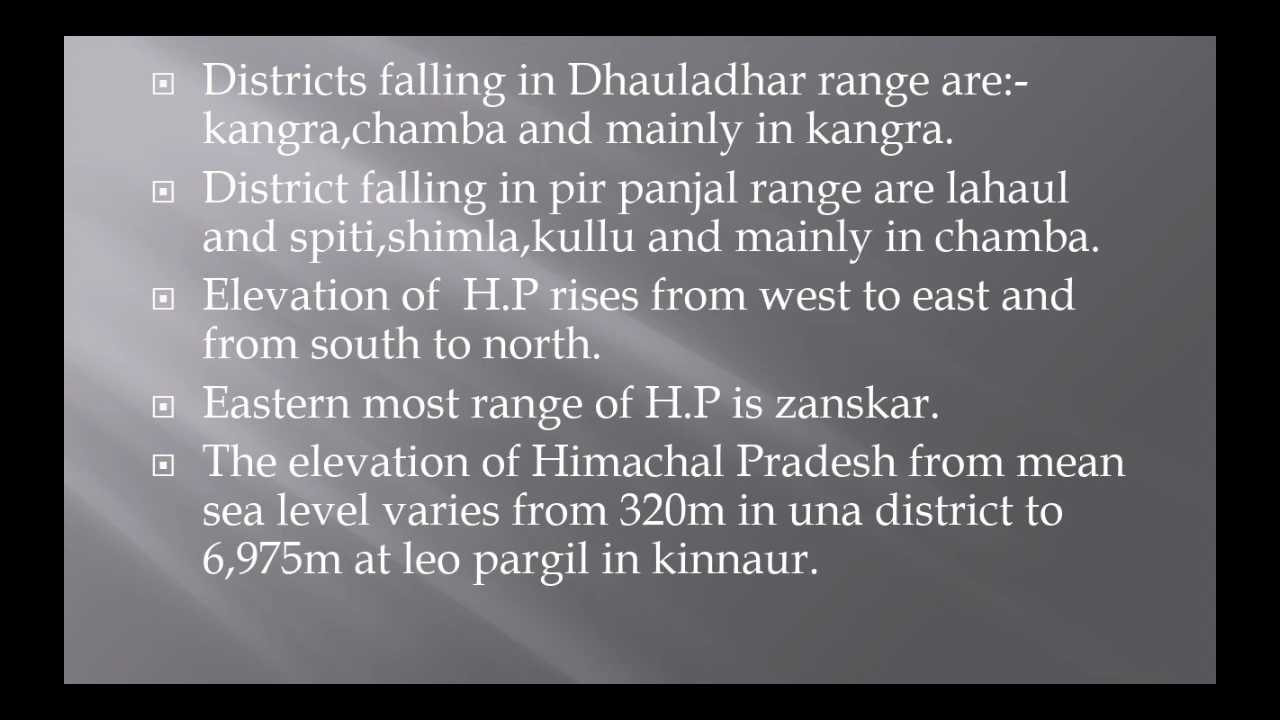 Districts falling in Dhauladhar range are:-
kangra,chamba and mainly in kangra.
District falling in pir panjal range are lahaul
and spiti,shimla,kullu and mainly in chamba.
Elevation of  H.P rises from west to east and
from south to north.
Eastern most range of H.P is zanskar.
The elevation of Himachal Pradesh from mean
sea level varies from 320m in una district to
6,975m at leo pargil in kinnaur.